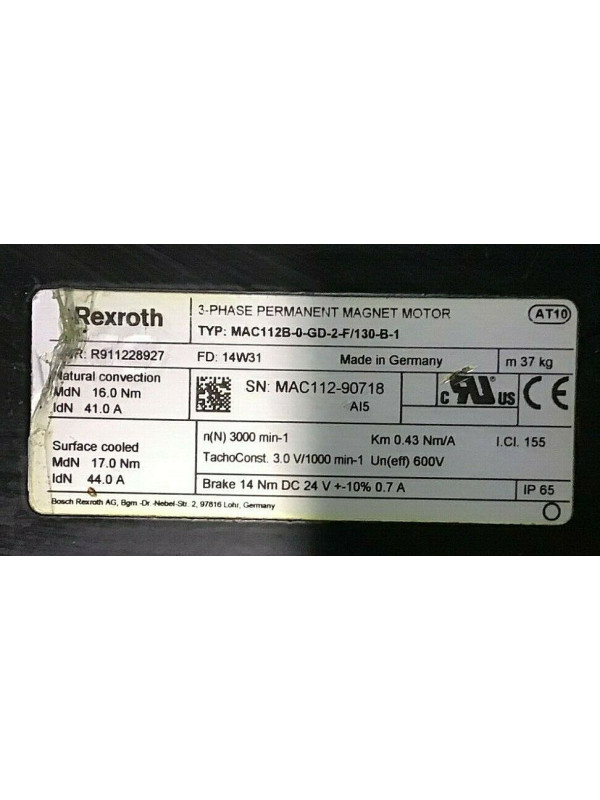 Rexroth
3-PHASE PERMANENT MAGNET MOTOR
AT10
TYP: MAC112B-0-GD-2-F/130-B-1
R: R911228927
FD: 14W31
Made in Germany
m 37 kg
Natural convection
MdN 16.0 Nm
IdN 41.0 A
SN: MAC112-90718
AI5
c RU US
CE
Surface cooled
MdN 17.0 Nm
IdN 44.0 A
n(N) 3000 min-1
Km 0.43 Nm/A
I.Cl. 155
TachoConst. 3.0 V/1000 min-1 Un(eff) 600V
Brake 14 Nm DC 24 V +-10% 0.7 A
IP 65
Bosch Rexroth AG, Bgm.-Dr.-Nebel-Str. 2, 97816 Lohr, Germany